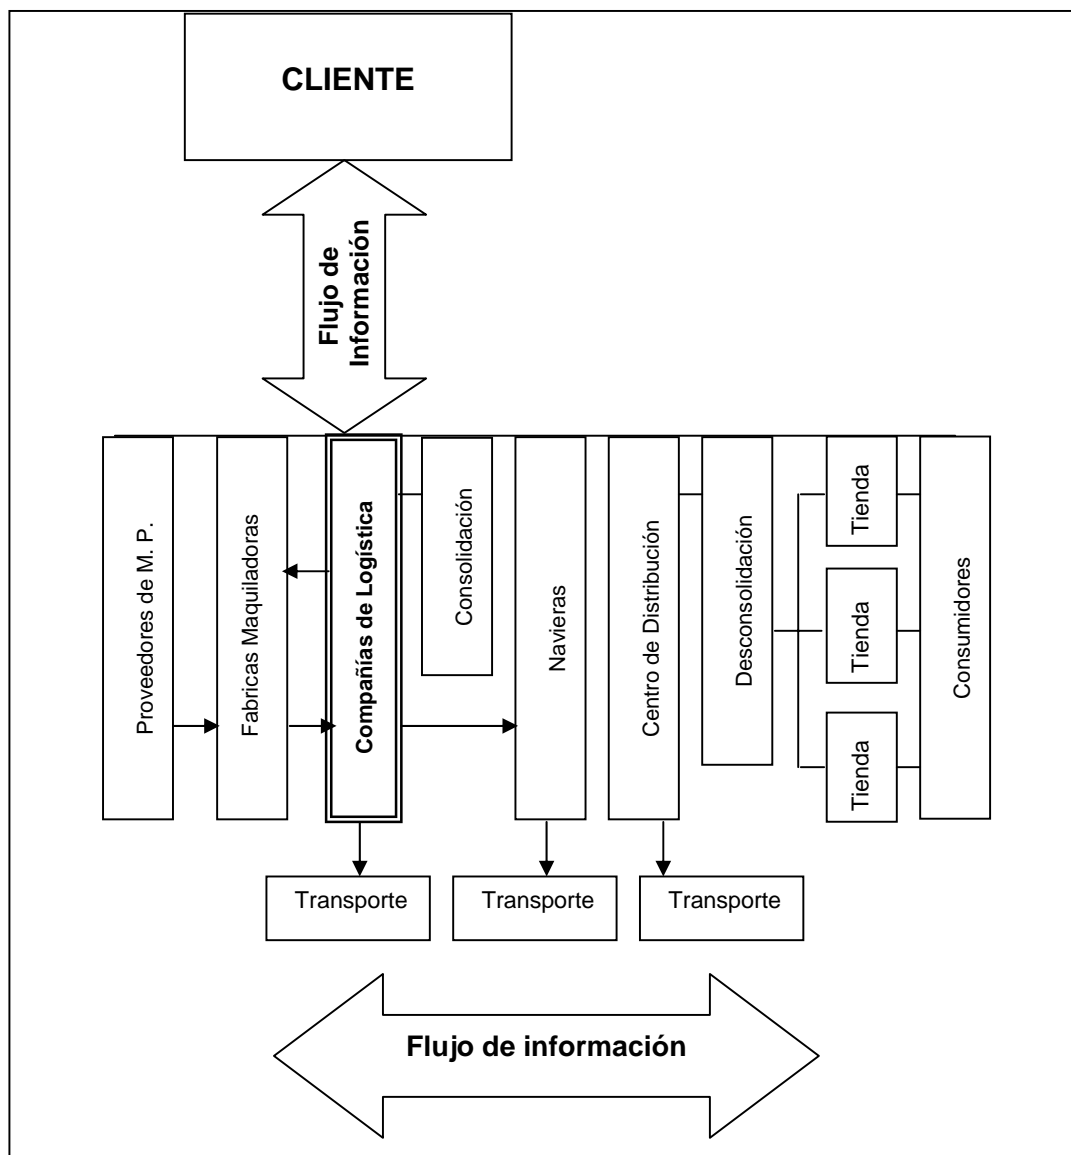 CLIENTE
Flujo de
Información
Proveedores de M. P.
Fabricas Maquiladoras
Compañías de Logística
Consolidación
Navieras
Centro de Distribución
Desconsolidación
Tienda
Tienda
Tienda
Consumidores
Transporte
Transporte
Transporte
Flujo de información